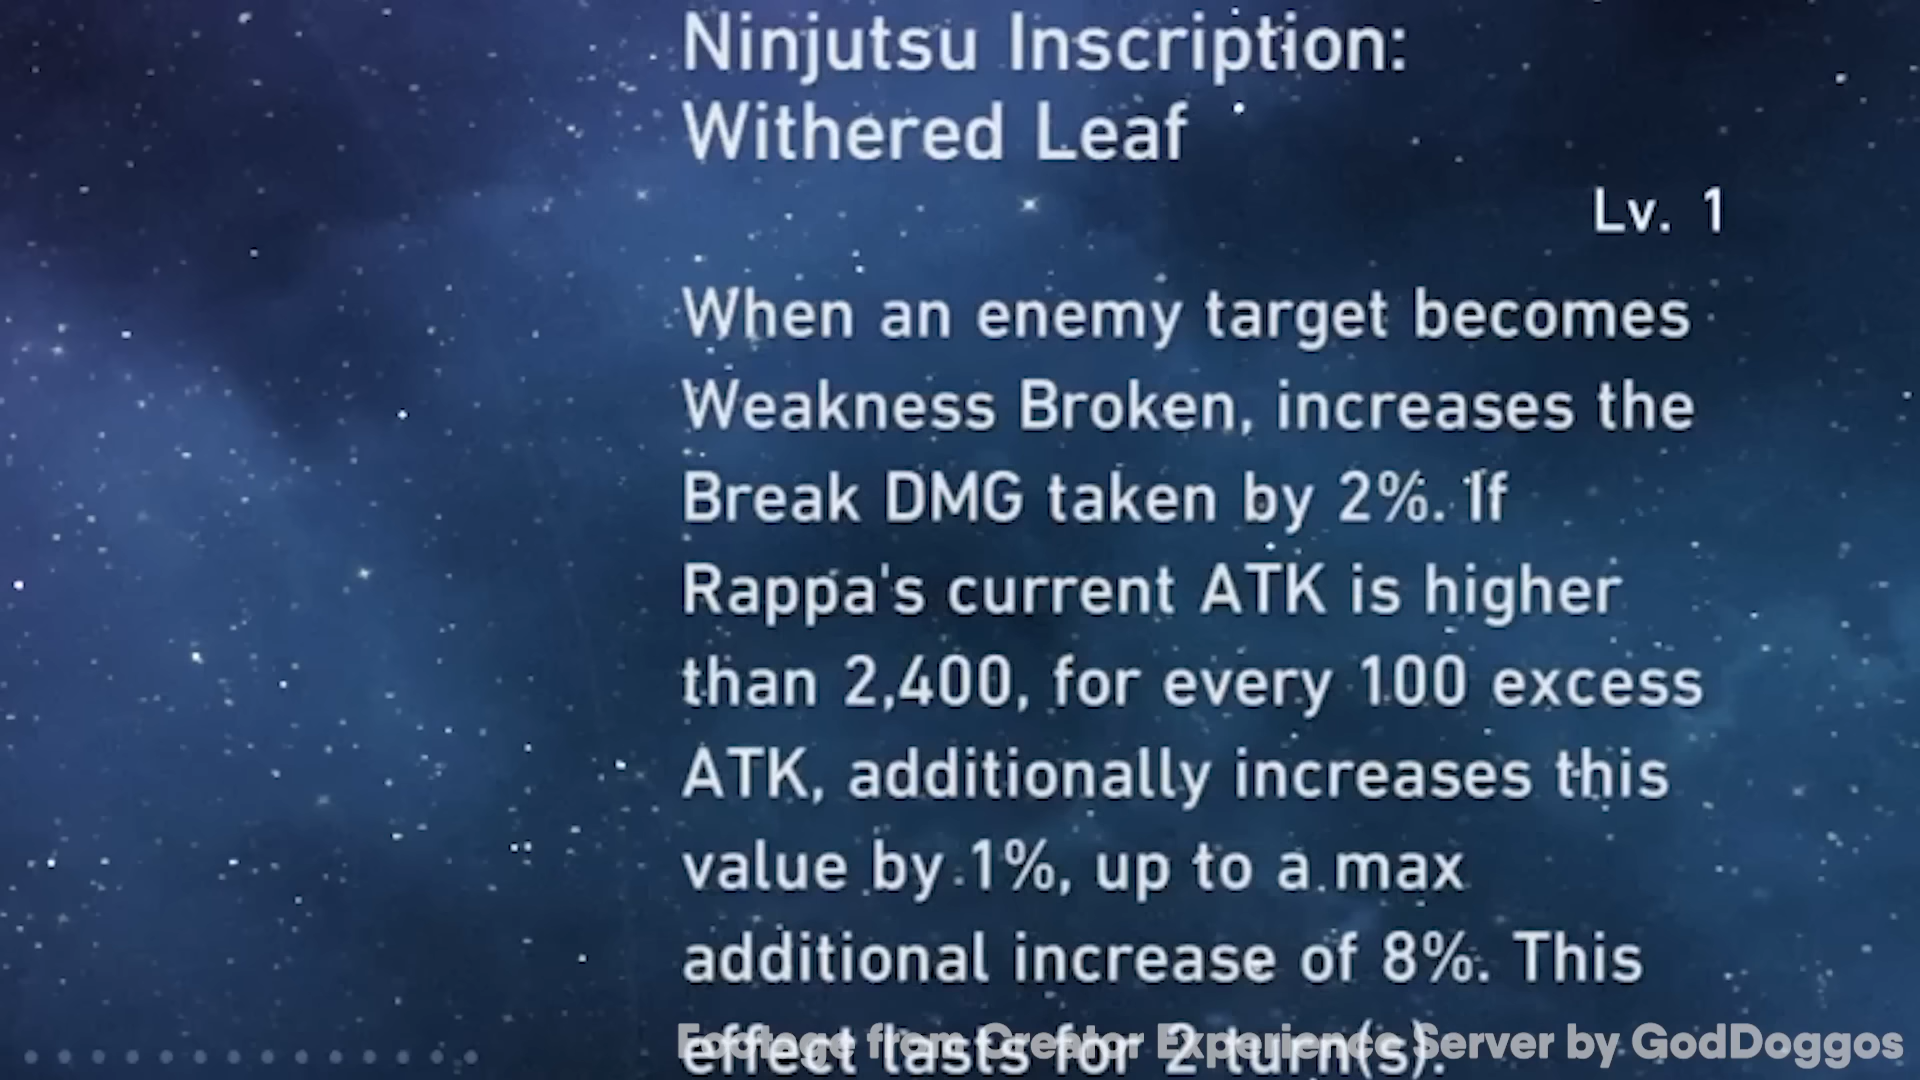 Ninjutsu Inscription:
Withered Leaf
Lv. 1
When an enemy target becomes
Weakness Broken, increases the
Break DMG taken by 2%. If
Rappa's current ATK is higher
than 2,400, for every 100 excess
ATK, additionally increases this
value by 1%, up to a max
additional increase of 8%. This
effect lasts for 2 turn(s).
Footage from Creator Experience Server by GodDoggos